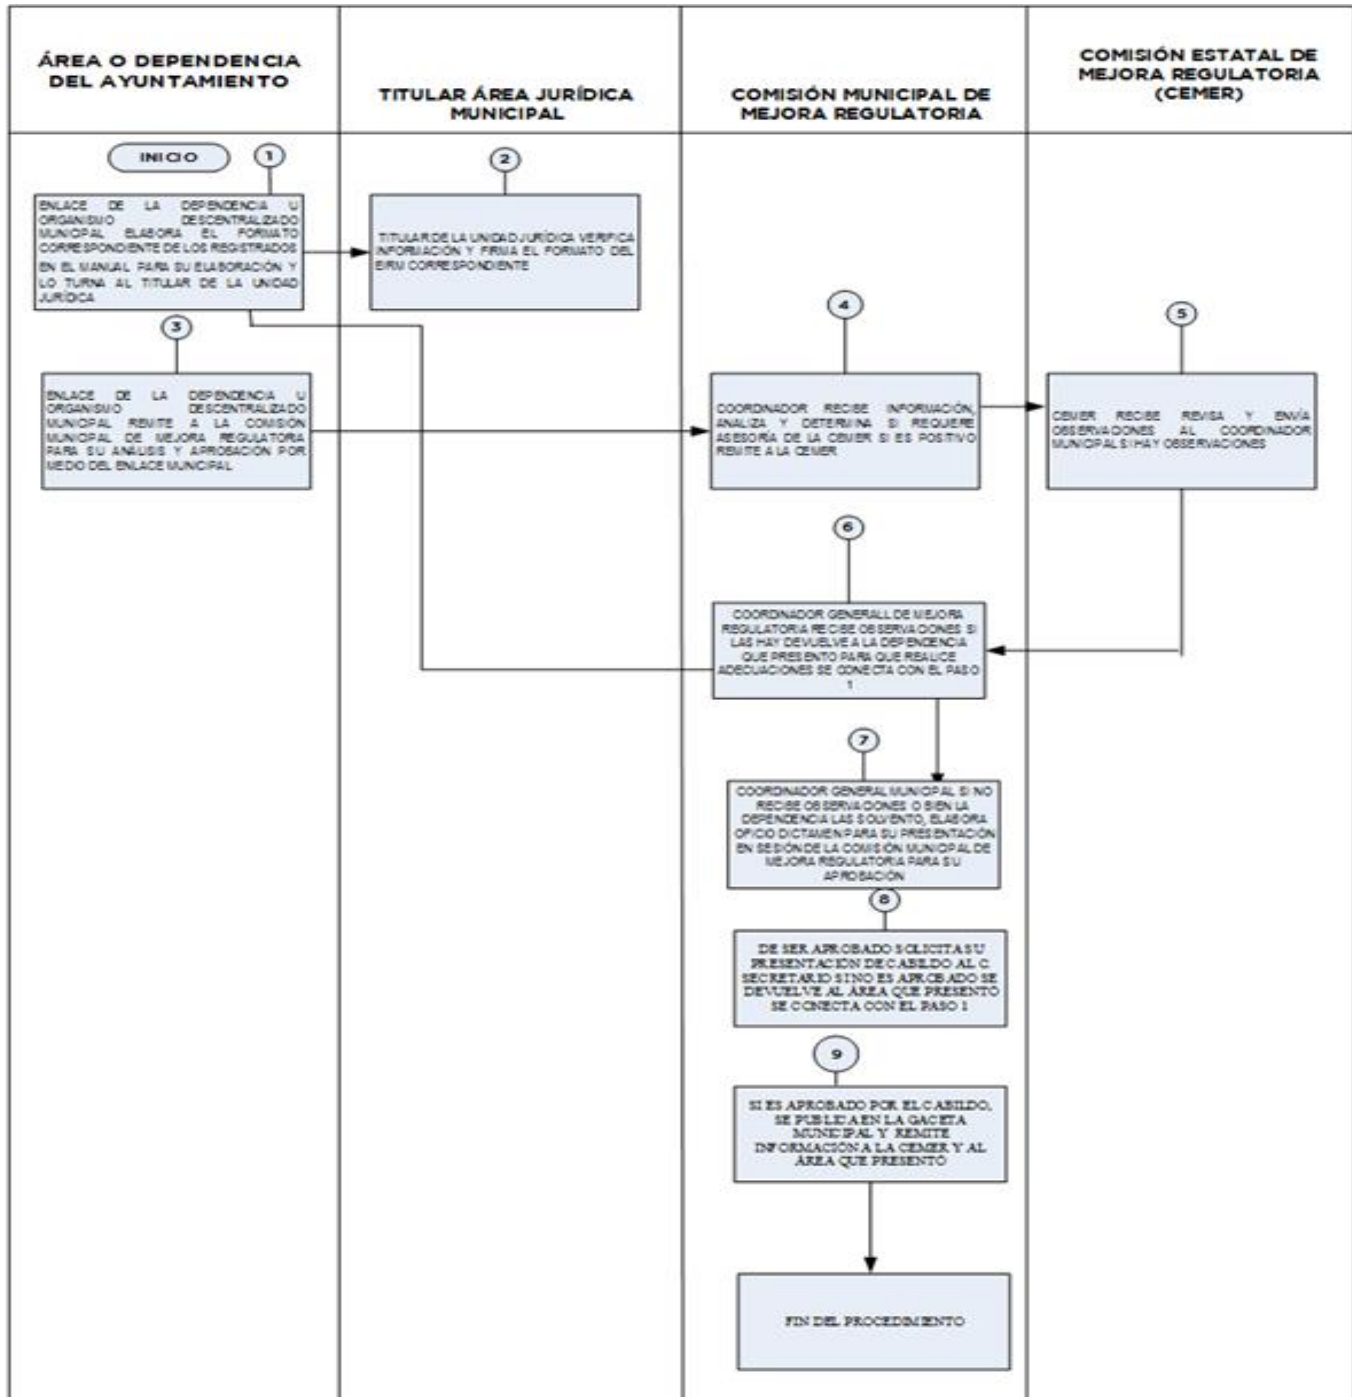 ÁREA O DEPENDENCIA
DEL AYUNTAMIENTO
TITULAR ÁREA JURÍDICA
MUNICIPAL
COMISIÓN MUNICIPAL DE
MEJORA REGULATORIA
COMISIÓN ESTATAL DE
MEJORA REGULATORIA
(CEMER)
INICIO
1
ENLACE DE LA DEPENDENCIA U
ORGANISMO DESCENTRALIZADO
MUNICIPAL ELABORA EL FORMATO
CORRESPONDIENTE DE LOS REGISTRADOS
EN EL MANUAL PARA SU ELABORACIÓN Y
LO TURNA AL TITULAR DE LA UNIDAD
JURÍDICA
2
TITULAR DE LA UNIDAD JURÍDICA VERIFICA
INFORMACIÓN Y FIRMA EL FORMATO DEL
EIRM CORRESPONDIENTE
3
ENLACE DE LA DEPENDENCIA U
ORGANISMO DESCENTRALIZADO
MUNICIPAL REMITE A LA COMISIÓN
MUNICIPAL DE MEJORA REGULATORIA
PARA SU ANÁLISIS Y APROBACIÓN POR
MEDIO DEL ENLACE MUNICIPAL
4
COORDINADOR RECIBE INFORMACIÓN,
ANALIZA Y DETERMINA SI REQUIERE
ASESORÍA DE LA CEMER SI ES POSITIVO
REMITE A LA CEMER
5
CEMER RECIBE REVISA Y ENVÍA
OBSERVACIONES AL COORDINADOR
MUNICIPAL SI HAY OBSERVACIONES
6
COORDINADOR GENERALL DE MEJORA
REGULATORIA RECIBE OBSERVACIONES SI
LAS HAY DEVUELVE A LA DEPENDENCIA
QUE PRESENTO PARA QUE REALICE
ADECUACIONES SE CONECTA CON EL PASO
1
7
COORDINADOR GENERAL MUNICIPAL SI NO
RECIBE OBSERVACIONES O BIEN LA
DEPENDENCIA LAS SOLVENTO, ELABORA
OFICIO DICTAMEN PARA SU PRESENTACIÓN
EN SESIÓN DE LA COMISIÓN MUNICIPAL DE
MEJORA REGULATORIA PARA SU
APROBACIÓN
8
DE SER APROBADO SOLICITA SU
PRESENTACIÓN DE CABILDO AL C.
SECRETARIO SI NO ES APROBADO SE
DEVUELVE AL ÁREA QUE PRESENTÓ
SE CONECTA CON EL PASO 1
9
SI ES APROBADO POR EL CABILDO,
SE PUBLICA EN LA GACETA
MUNICIPAL Y REMITE
INFORMACIÓN A LA CEMER Y AL
ÁREA QUE PRESENTÓ
FIN DEL PROCEDIMIENTO